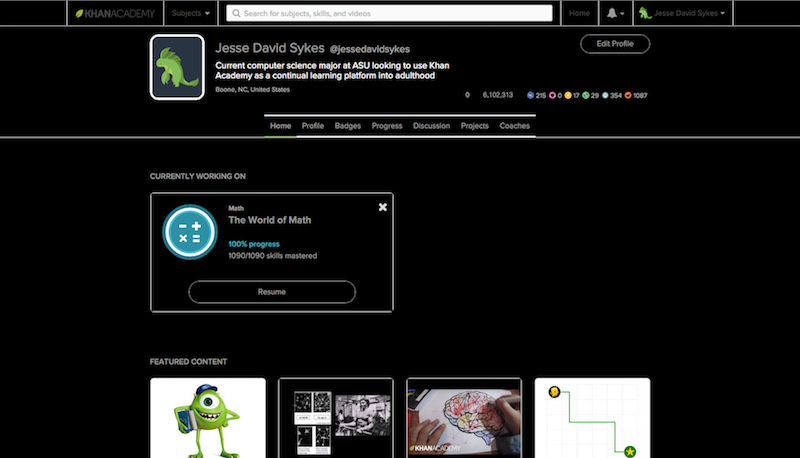 KHANACADEMY
Subjects
Search for subjects, skills, and videos
Home
Jesse David Sykes
Jesse David Sykes @jessedavidsykes
Edit Profile
Current computer science major at ASU looking to use Khan
Academy as a continual learning platform into adulthood
Boone, NC, United States
0 6,102,313 215 0 17 29 354 1087
Home Profile Badges Progress Discussion Projects Coaches
CURRENTLY WORKING ON
Math
The World of Math
100% progress
1090/1090 skills mastered
Resume
FEATURED CONTENT
KHANACADEMY